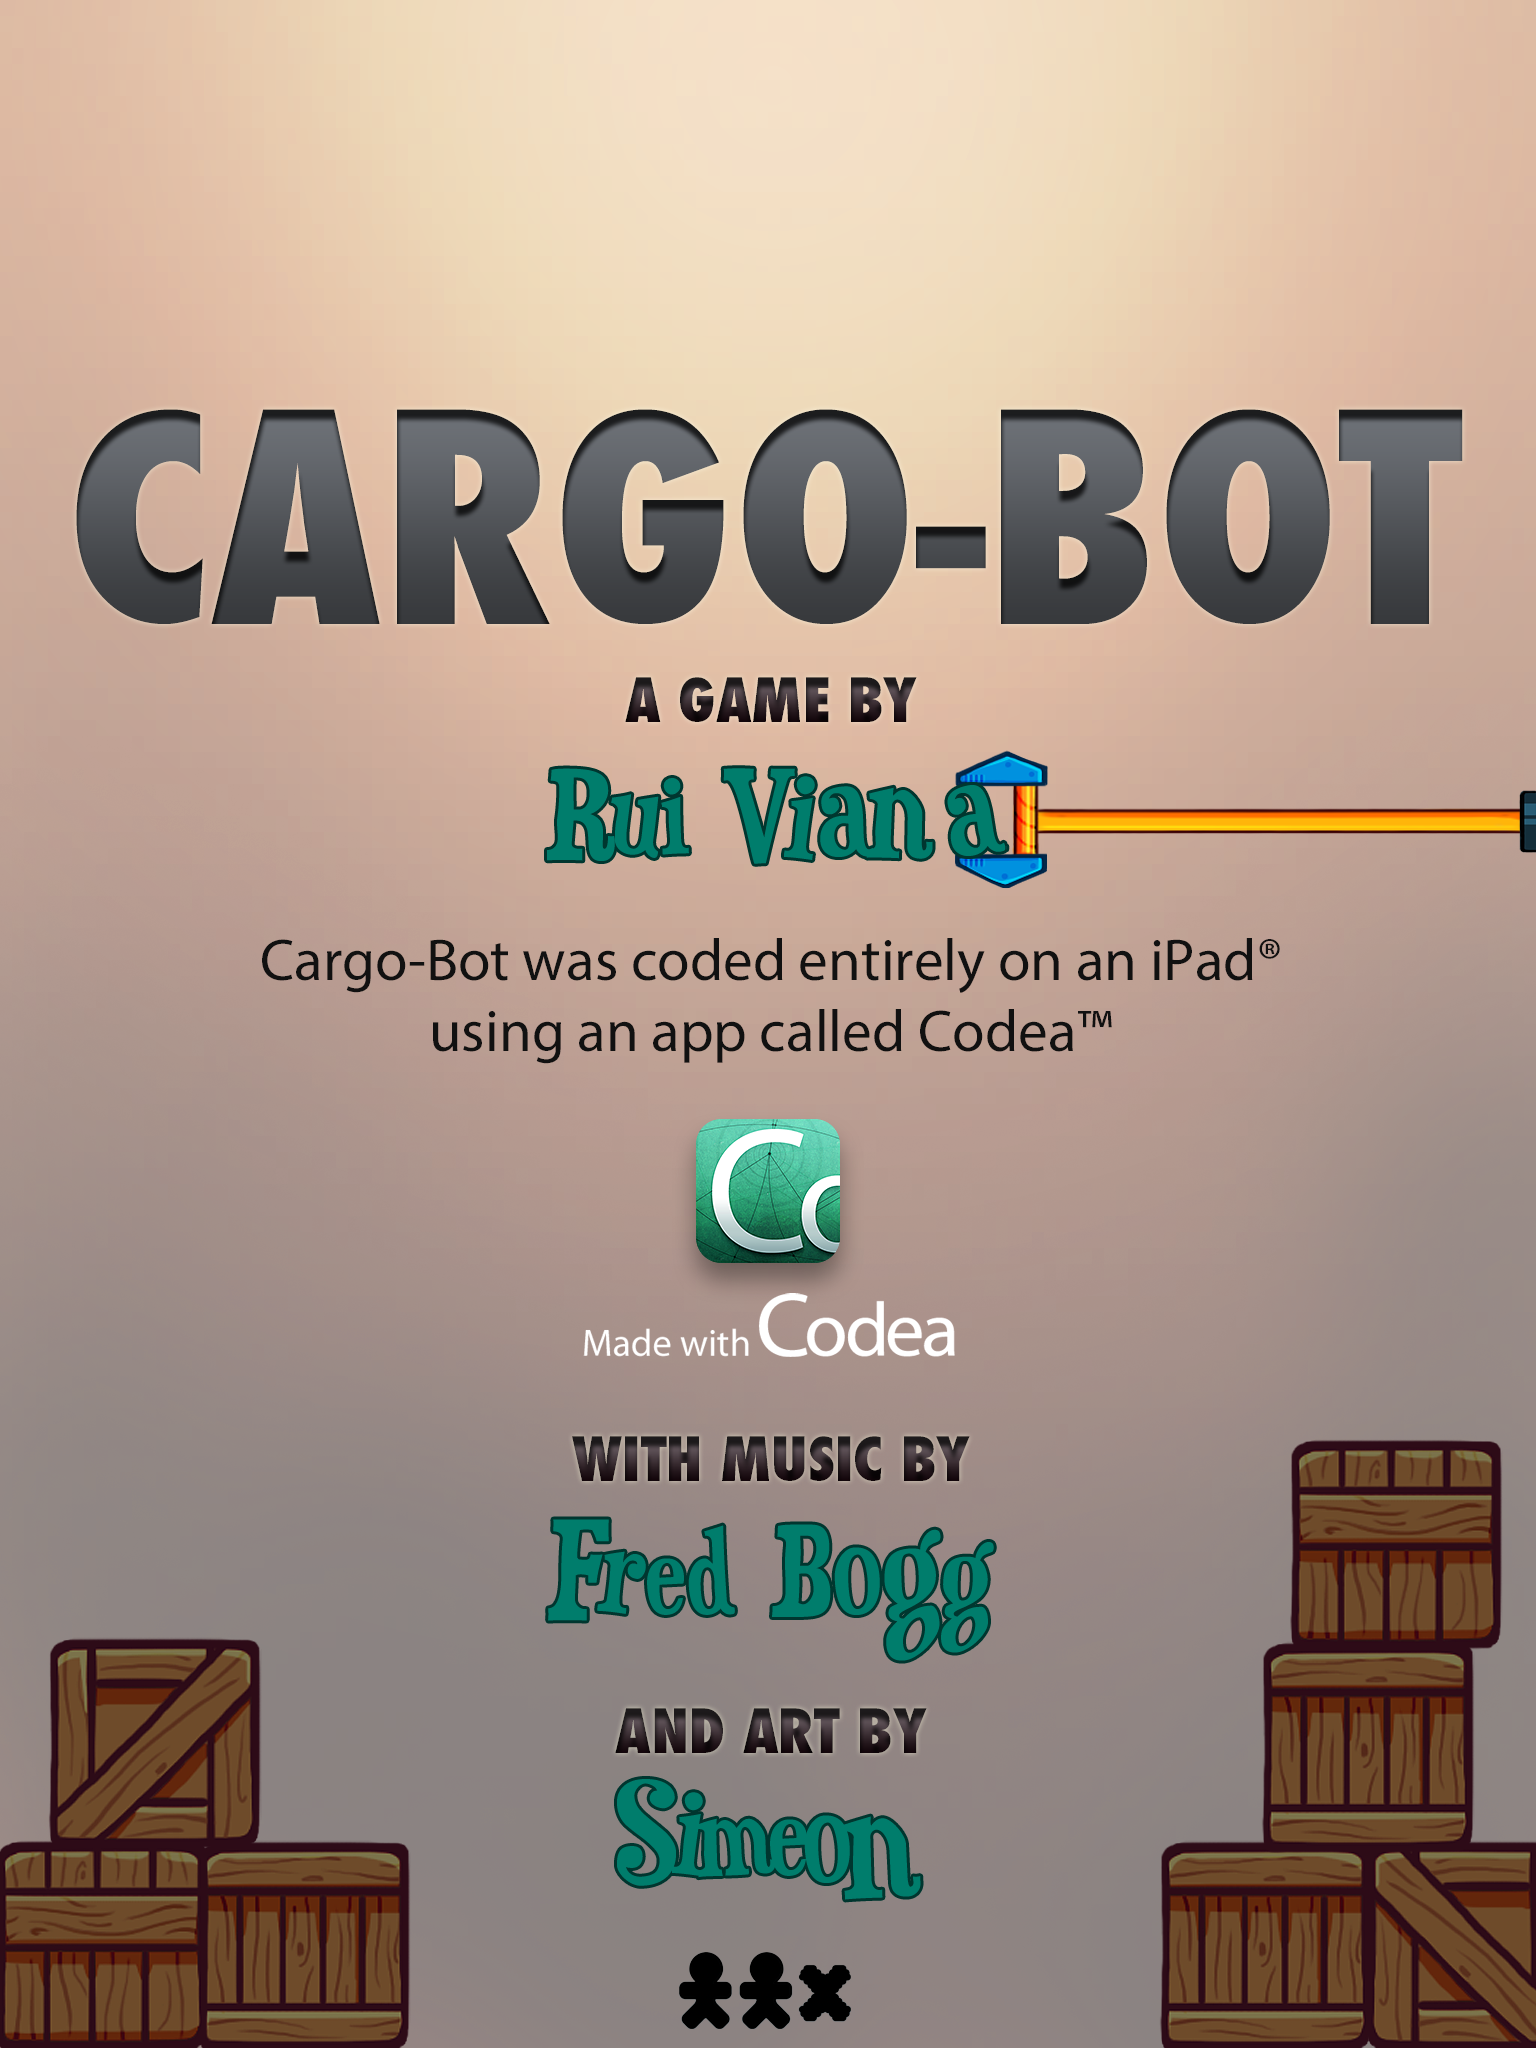 CARGO-BOT
A GAME BY
Rui Viana
Cargo-Bot was coded entirely on an iPad®
using an app called Codea™
Co
Made with Codea
WITH MUSIC BY
Fred Bogg
AND ART BY
Simeon